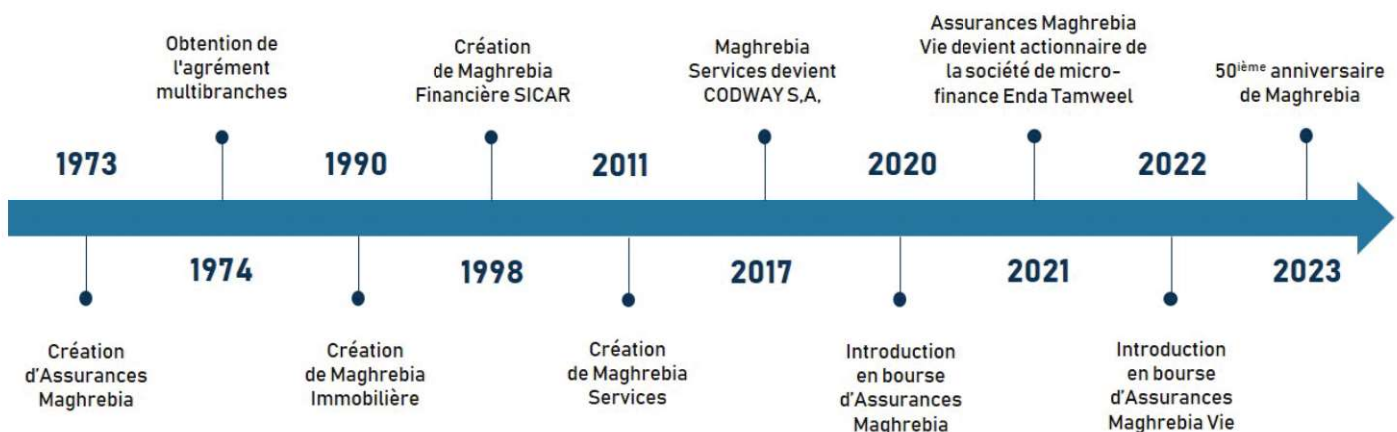 1973
Création
d'Assurances
Maghrebia
Obtention de
l'agrément
multibranches
1974
1990
Création
de Maghrebia
Immobilière
Création
de Maghrebia
Financière SICAR
1998
2011
Création
de Maghrebia
Services
Maghrebia
Services devient
CODWAY S,A,
2017
2020
Introduction
en bourse
d'Assurances
Maghrebia
Assurances Maghrebia
Vie devient actionnaire de
la société de micro-
finance Enda Tamweel
2021
2022
Introduction
en bourse
d'Assurances
Maghrebia Vie
50ième anniversaire
de Maghrebia
2023